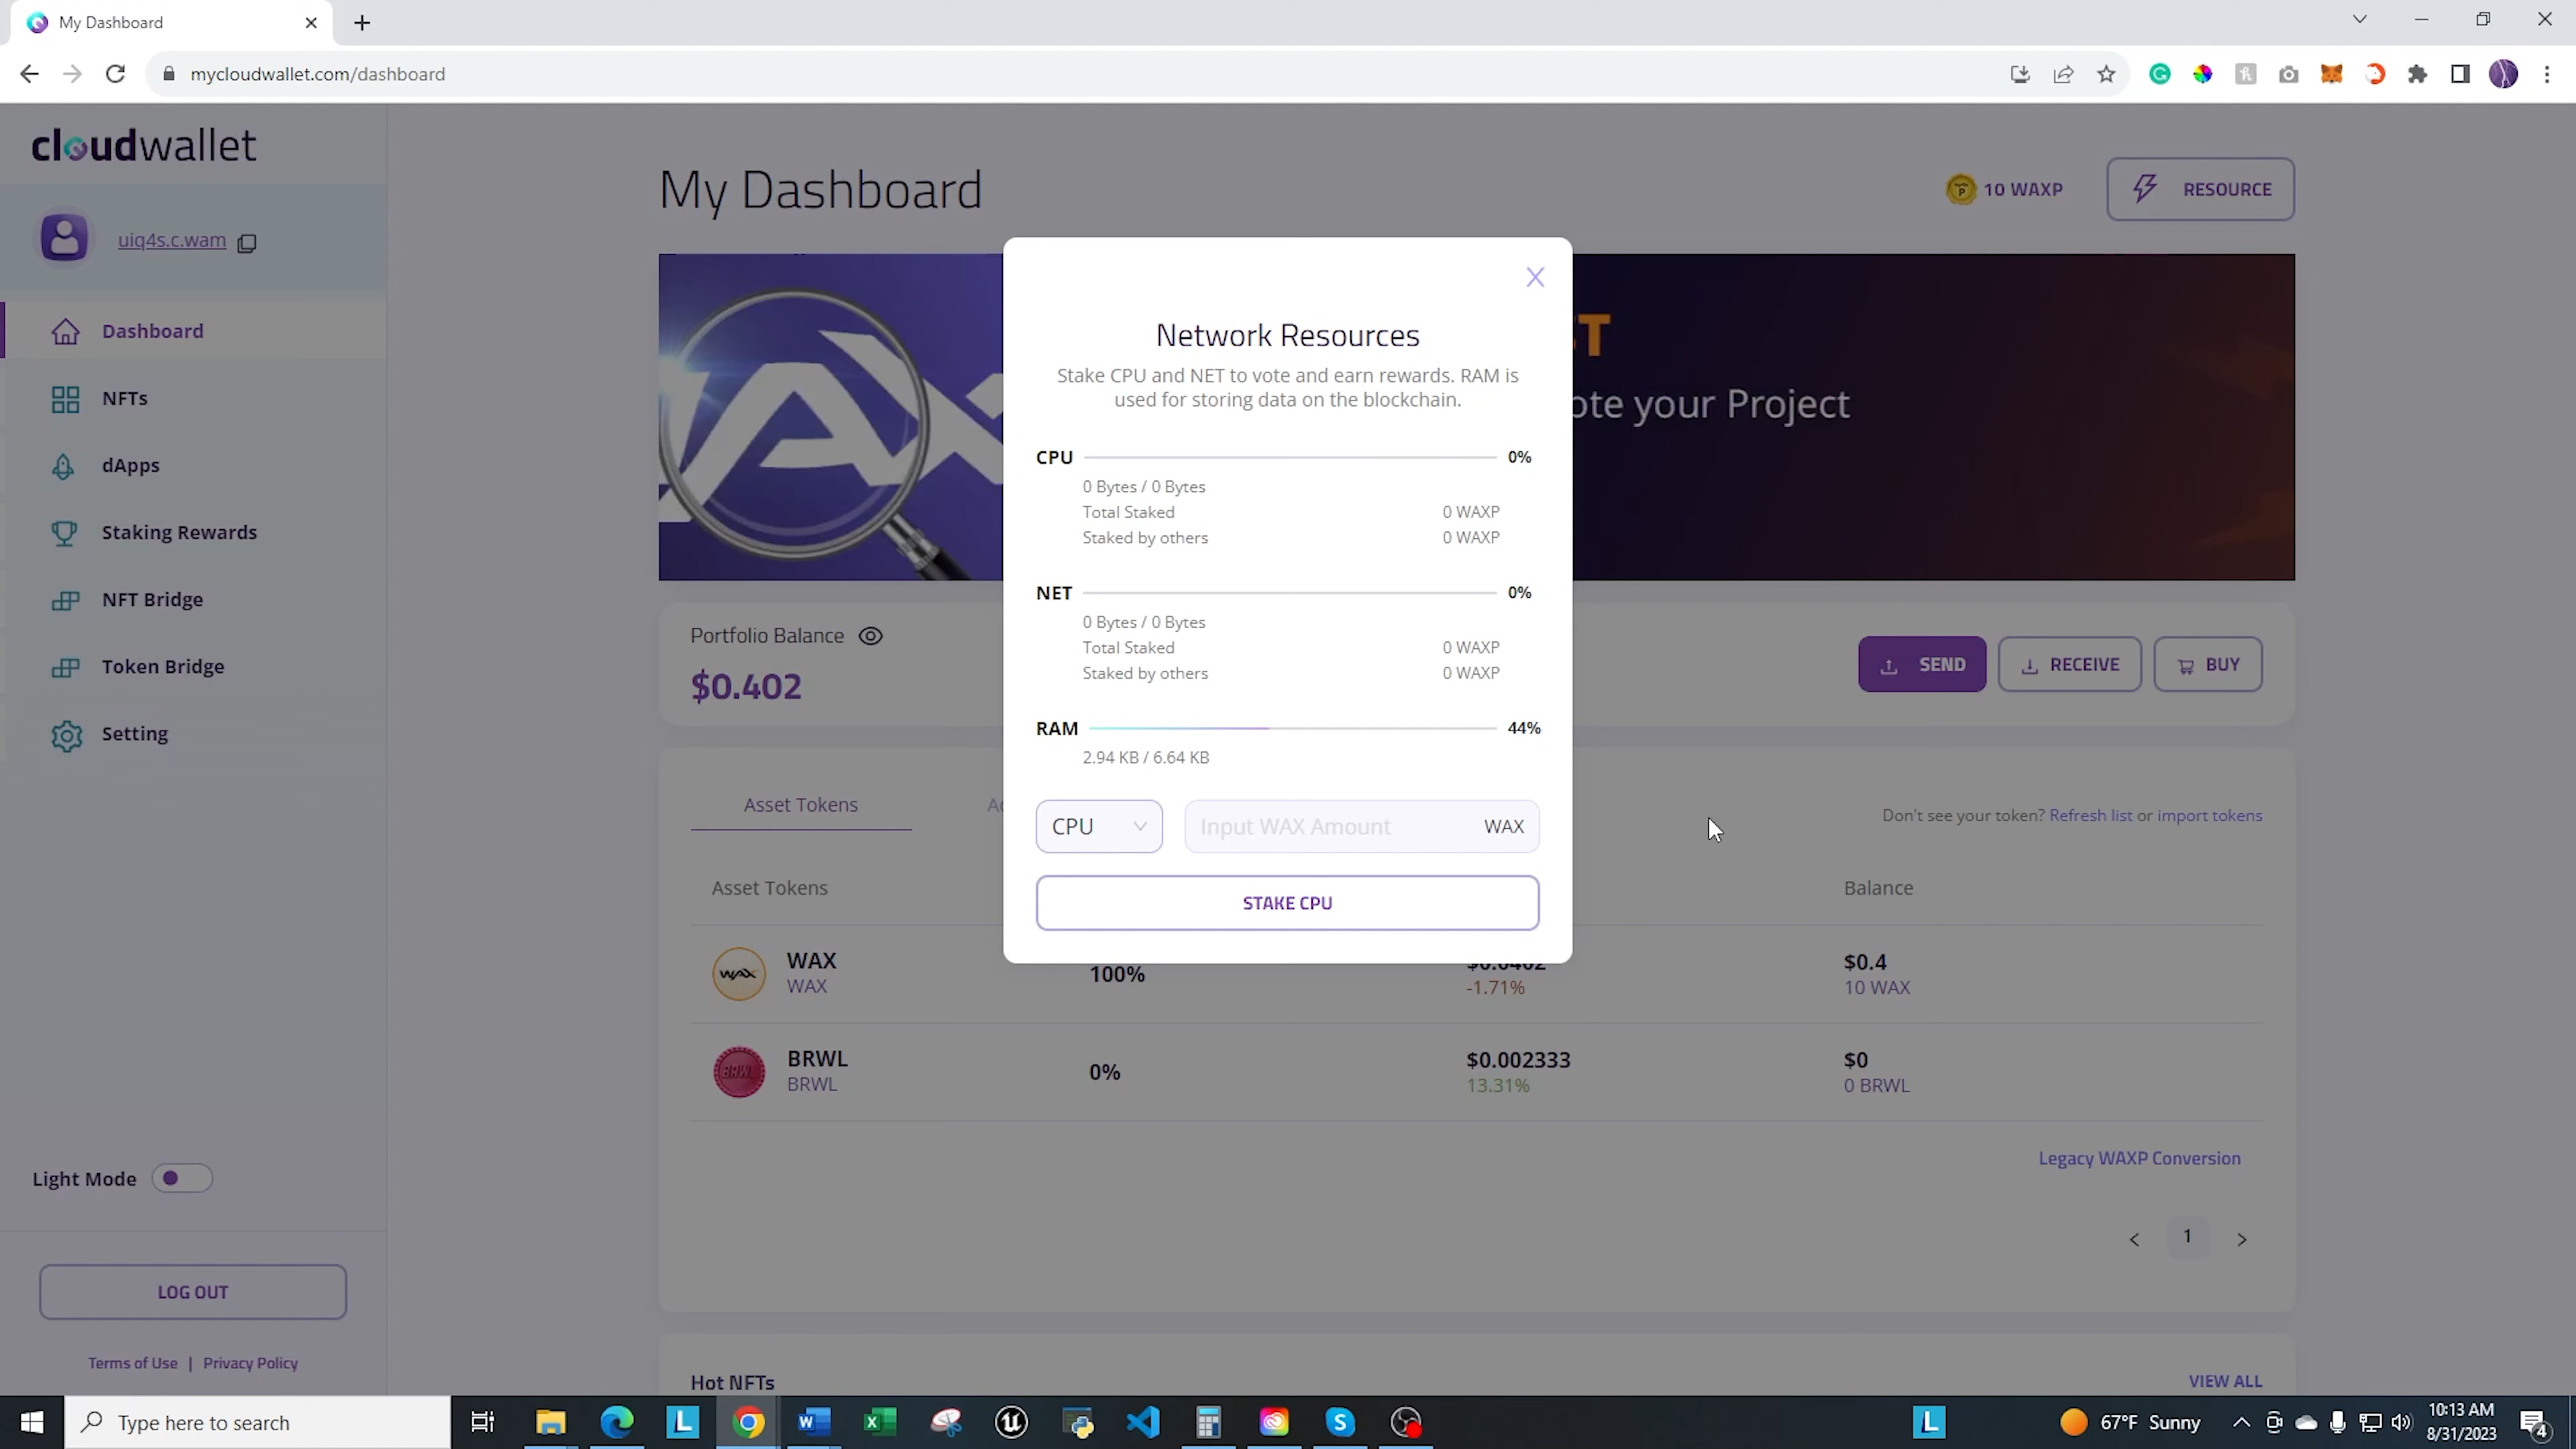 My Dashboard
mycloudwallet.com/dashboard
cloudwallet
uiq4s.c.wam
Dashboard
NFTs
dApps
Staking Rewards
NFT Bridge
Token Bridge
Setting
Light Mode
LOG OUT
Terms of Use | Privacy Policy
My Dashboard
10 WAXP
RESOURCE
ote your Project
Portfolio Balance
$0.402
SEND
RECEIVE
BUY
Network Resources
Stake CPU and NET to vote and earn rewards. RAM is
used for storing data on the blockchain.
CPU 0%
0 Bytes / 0 Bytes
Total Staked 0 WAXP
Staked by others 0 WAXP
NET 0%
0 Bytes / 0 Bytes
Total Staked 0 WAXP
Staked by others 0 WAXP
RAM 44%
2.94 KB / 6.64 KB
CPU
Input WAX Amount WAX
STAKE CPU
Asset Tokens
Don't see your token? Refresh list or import tokens
Asset Tokens Balance
WAX 100% $0.4
WAX -1.71% 10 WAX
BRWL 0% $0.002333 $0
BRWL 13.31% 0 BRWL
Legacy WAXP Conversion
1
Hot NFTs
VIEW ALL
Type here to search
67°F Sunny
10:13 AM
8/31/2023
4